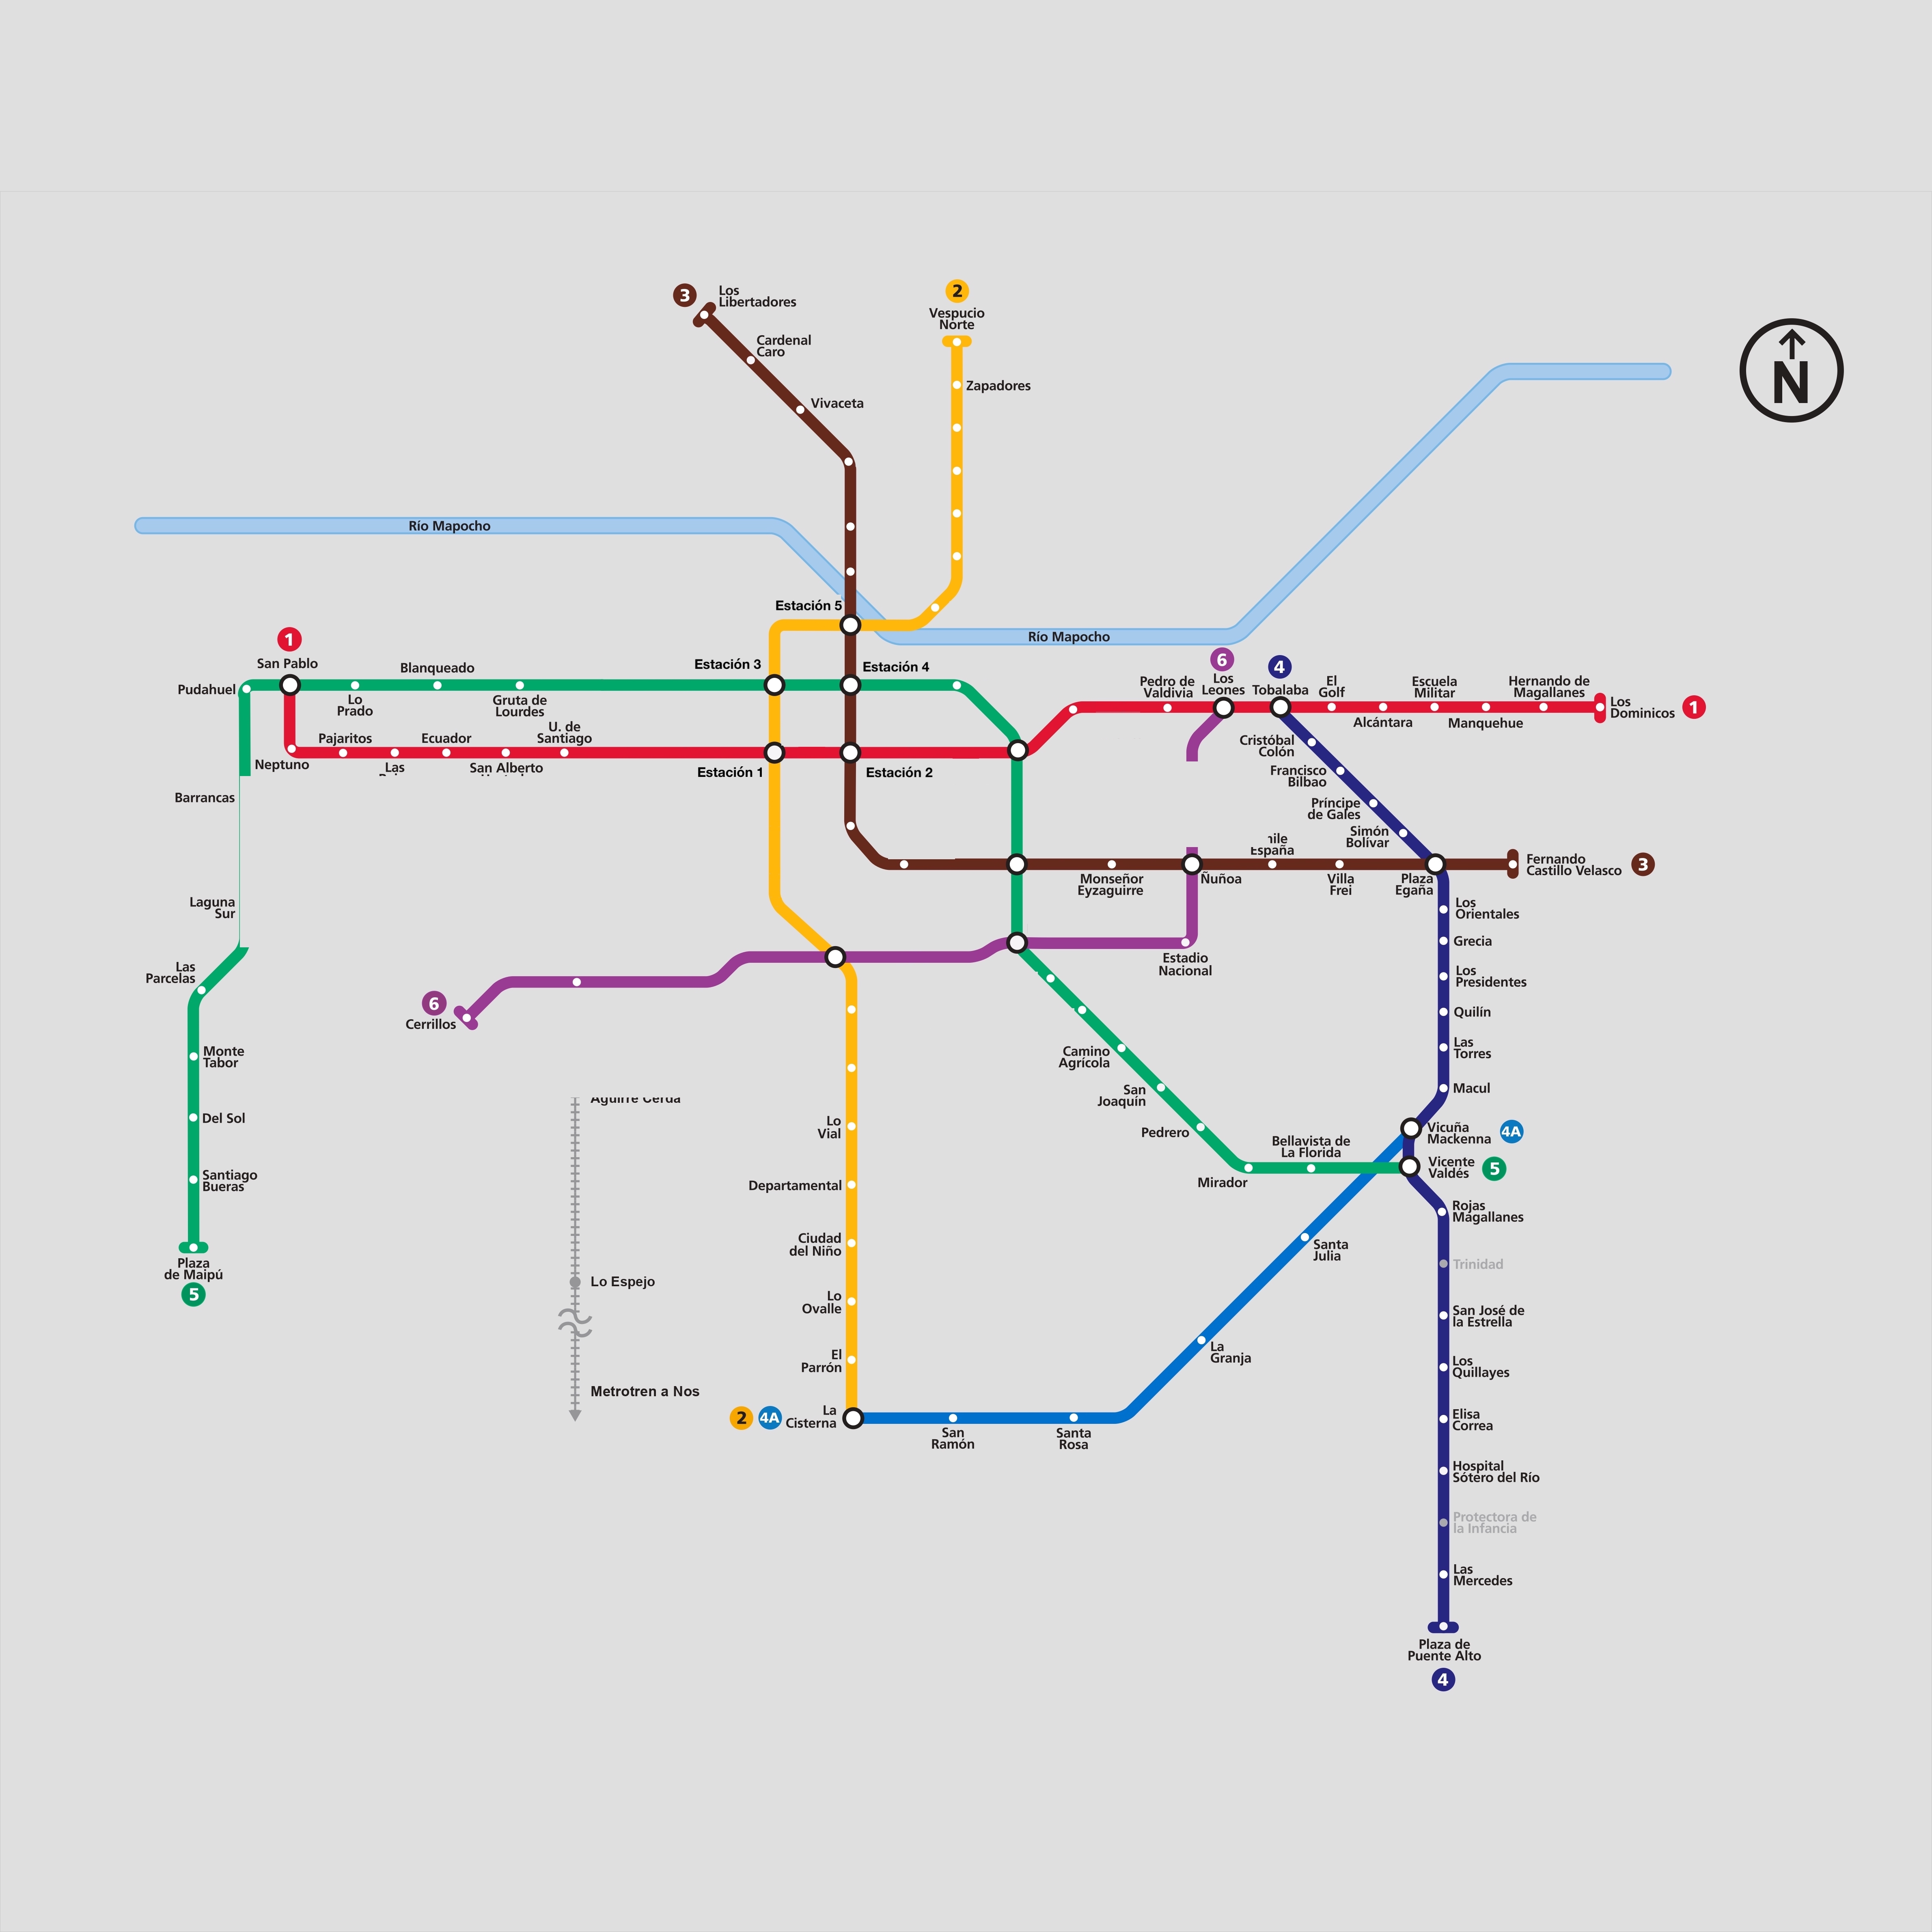 3
Los
Libertadores
2
Vespucio
Norte
Cardenal
Caro
Zapadores
N
Vivaceta
Río Mapocho
Estación 5
Río Mapocho
1
San Pablo
Blanqueado
Estación 3
Estación 4
6
Los
Leones
4
Tobalaba
Pedro de
Valdivia
El
Golf
Escuela
Militar
Hernando de
Magallanes
Los
Dominicos
1
Pudahuel
Lo
Prado
Gruta de
Lourdes
Alcántara
Manquehue
Neptuno
Pajaritos
Las
Ecuador
San Alberto
U. de
Santiago
Estación 1
Estación 2
Cristóbal
Colón
Francisco
Bilbao
Príncipe
de Gales
Simón
Bolívar
Barrancas
Monseñor
Eyzaguirre
Ñuñoa
España
Villa
Frei
Plaza
Egaña
Fernando
Castillo Velasco
3
Laguna
Sur
Los
Orientales
Grecia
Las
Parcelas
Estadio
Nacional
Los
Presidentes
6
Cerrillos
Quilín
Monte
Tabor
Camino
Agrícola
Las
Torres
San
Joaquín
Macul
Aguirre Cerda
Del Sol
Lo
Vial
Pedrero
Bellavista de
La Florida
Vicuña
Mackenna
4A
Vicente
Valdés
5
Santiago
Bueras
Departamental
Mirador
Rojas
Magallanes
Ciudad
del Niño
Santa
Julia
Plaza
de Maipú
5
Trinidad
Lo Espejo
Lo
Ovalle
San José de
la Estrella
El
Parrón
La
Granja
Los
Quillayes
Metrotren a Nos
2
4A
La
Cisterna
San
Ramón
Santa
Rosa
Elisa
Correa
Hospital
Sótero del Río
Protectora de
la Infancia
Las
Mercedes
Plaza de
Puente Alto
4